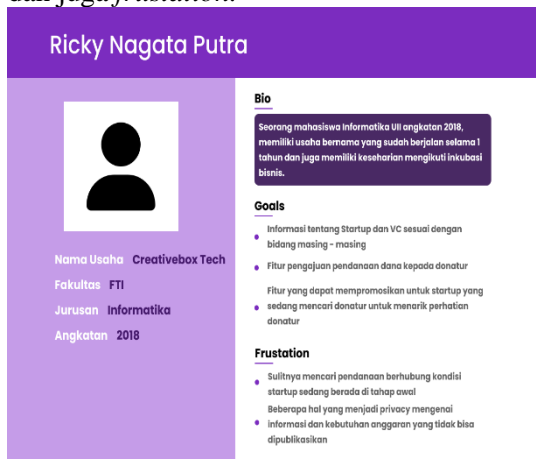 dan juga frustation.
Ricky Nagata Putra
Nama Usaha Creativebox Tech
Fakultas FTI
Jurusan Informatika
Angkatan 2018
Bio
Seorang mahasiswa Informatika UII angkatan 2018,
memiliki usaha bernama yang sudah berjalan selama 1
tahun dan juga memiliki keseharian mengikuti inkubasi
bisnis.
Goals
Informasi tentang Startup dan VC sesuai dengan
bidang masing - masing
Fitur pengajuan pendanaan dana kepada donatur
Fitur yang dapat mempromosikan untuk startup yang
sedang mencari donatur untuk menarik perhatian
donatur
Frustation
Sulitnya mencari pendanaan berhubung kondisi
startup sedang berada di tahap awal
Beberapa hal yang menjadi privacy mengenai
informasi dan kebutuhan anggaran yang tidak bisa
dipublikasikan